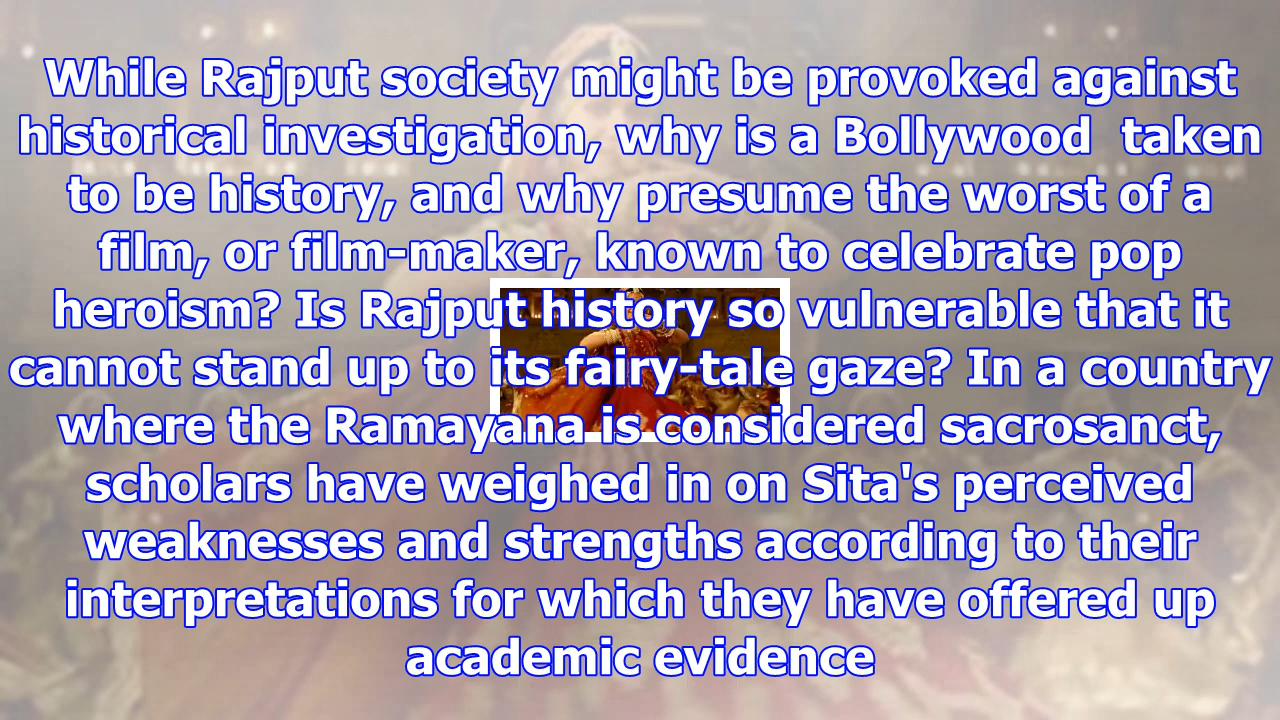 While Rajput society might be provoked against
historical investigation, why is a Bollywood  taken
to be history, and why presume the worst of a
film, or film-maker, known to celebrate pop
heroism? Is Rajput history so vulnerable that it
cannot stand up to its fairy-tale gaze? In a country
where the Ramayana is considered sacrosanct,
scholars have weighed in on Sita's perceived
weaknesses and strengths according to their
interpretations for which they have offered up
academic evidence